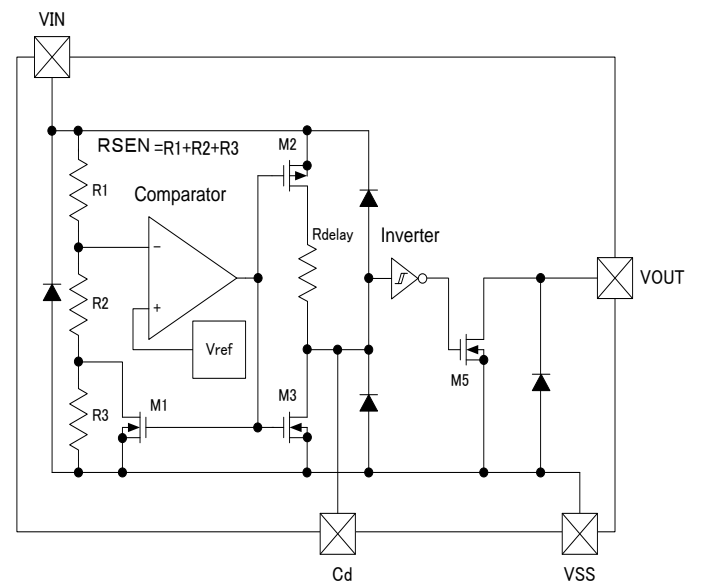 VIN
RSEN =R1+R2+R3
M2
R1
Comparator
Rdelay
Inverter
−
R2
+
Vref
VOUT
M5
R3
M1
M3
Cd
VSS